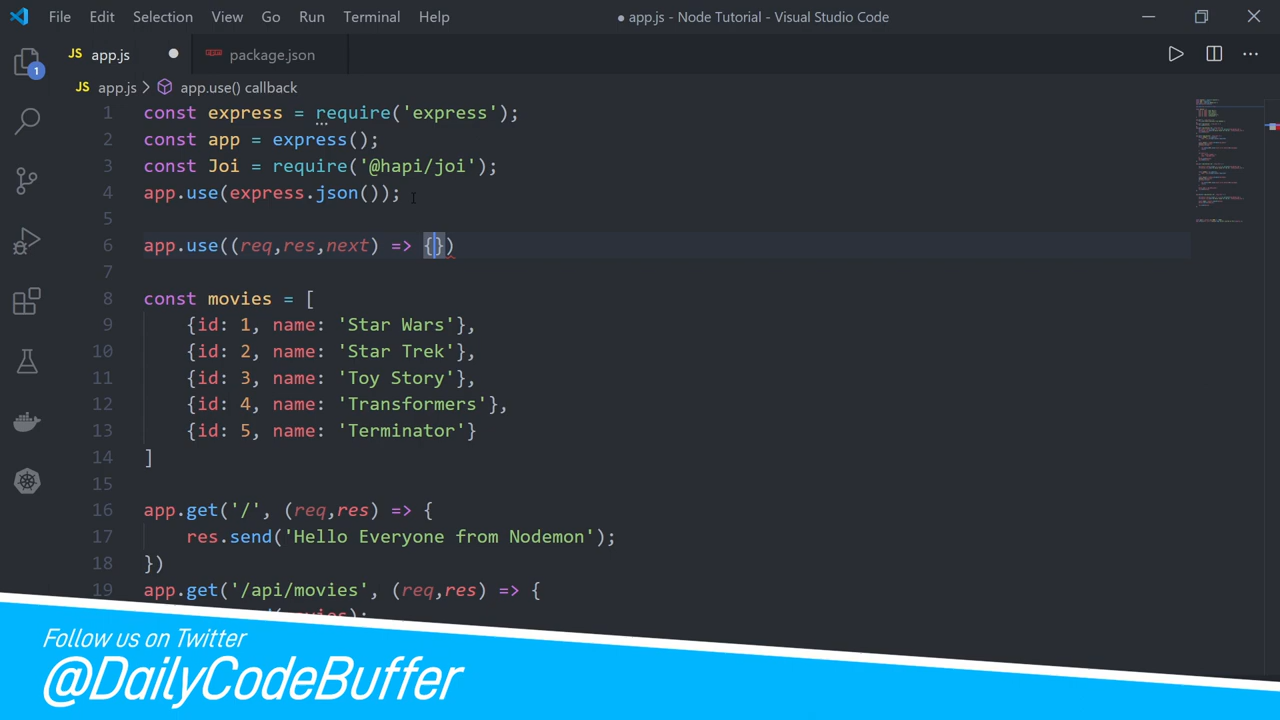 File Edit Selection View Go Run Terminal Help ● app.js - Node Tutorial - Visual Studio Code
JS app.js ● package.json
1
JS app.js > app.use() callback
1 const express = require('express');
2 const app = express();
3 const Joi = require('@hapi/joi');
4 app.use(express.json());
5
6 app.use((req,res,next) => {})
7
8 const movies = [
9 {id: 1, name: 'Star Wars'},
10 {id: 2, name: 'Star Trek'},
11 {id: 3, name: 'Toy Story'},
12 {id: 4, name: 'Transformers'},
13 {id: 5, name: 'Terminator'}
14 ]
15
16 app.get('/', (req,res) => {
17 res.send('Hello Everyone from Nodemon');
18 })
19 app.get('/api/movies', (req,res) => {
Follow us on Twitter
@DailyCodeBuffer